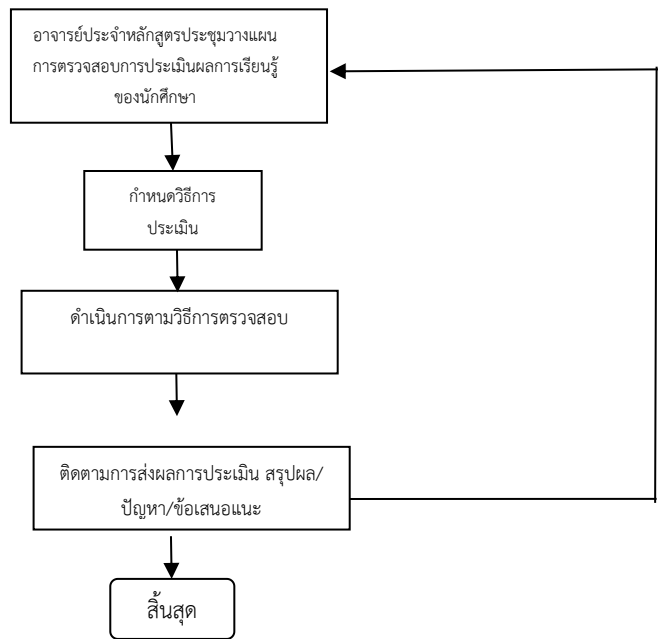 อาจารย์ประจำหลักสูตรประชุมวางแผน
การตรวจสอบการประเมินผลการเรียนรู้
ของนักศึกษา
กำหนดวิธีการ
ประเมิน
ดำเนินการตามวิธีการตรวจสอบ
ติดตามการส่งผลการประเมิน สรุปผล/
ปัญหา/ข้อเสนอแนะ
สิ้นสุด